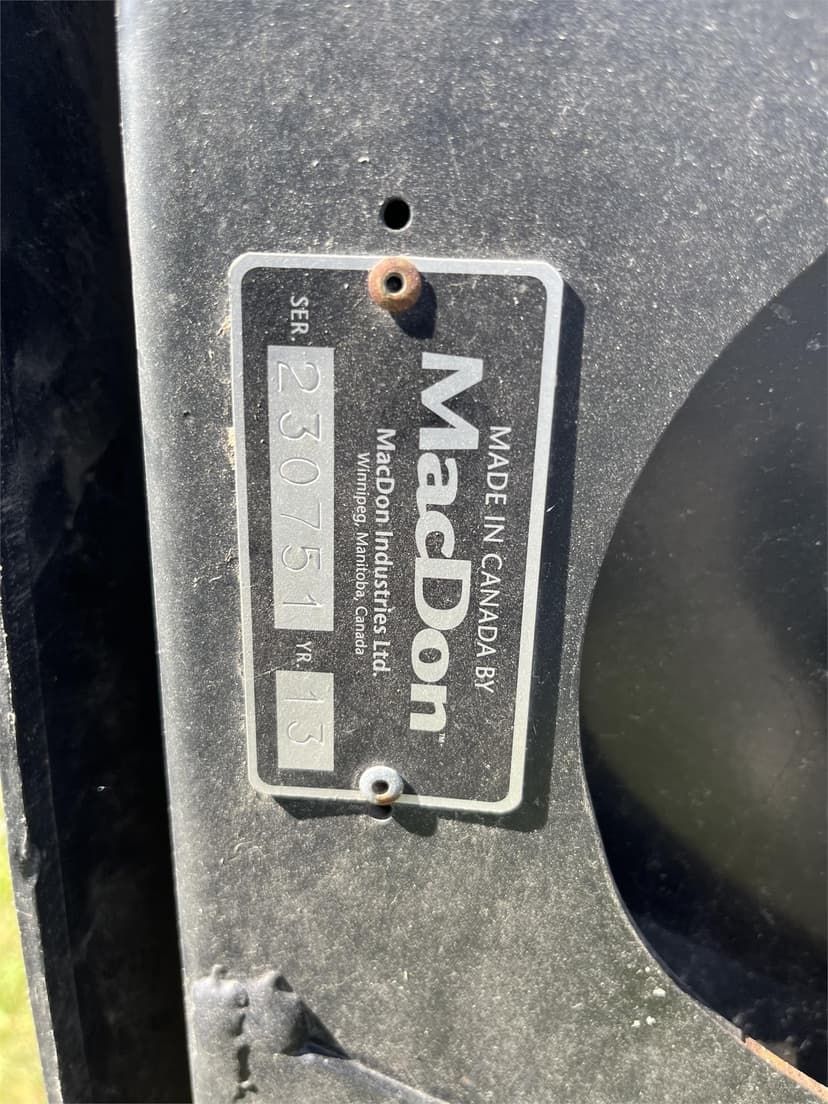 MADE IN CANADA BY
MacDon™
MacDon Industries Ltd.
Winnipeg, Manitoba, Canada
SER. 230751 YR. 13